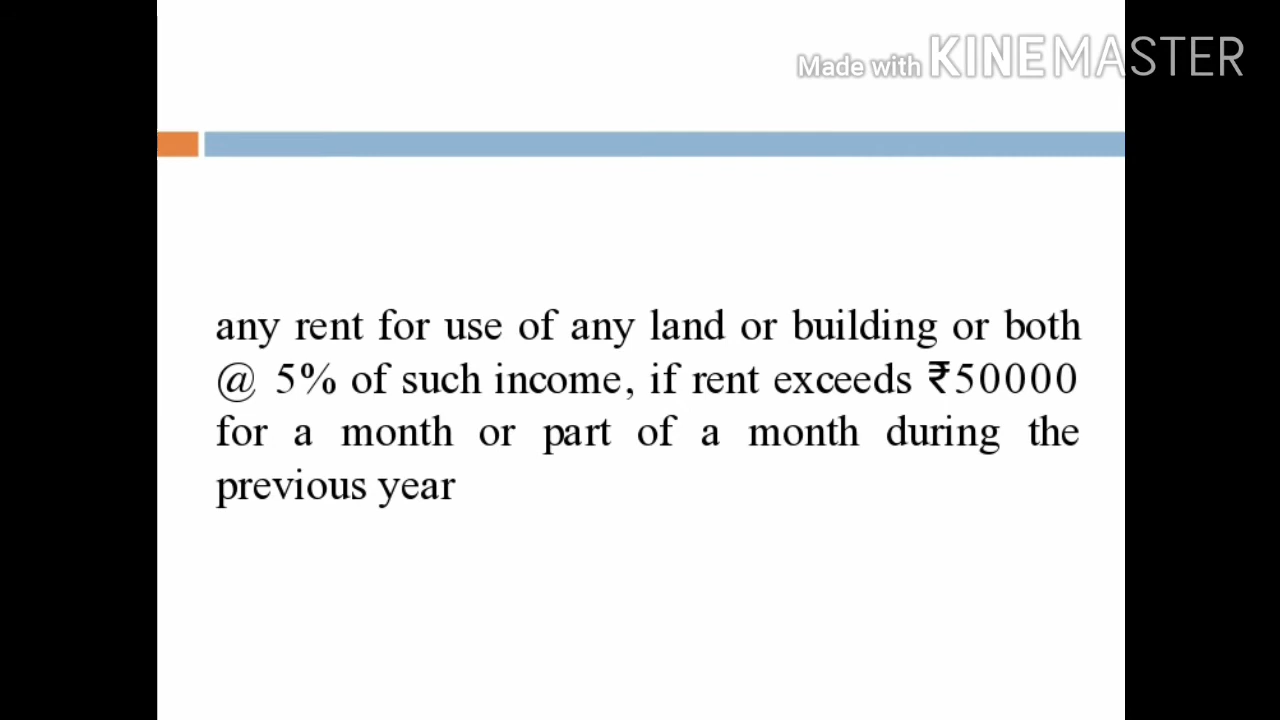 Made with KINEMASTER
any rent for use of any land or building or both
@ 5% of such income, if rent exceeds ₹50000
for a month or part of a month during the
previous year